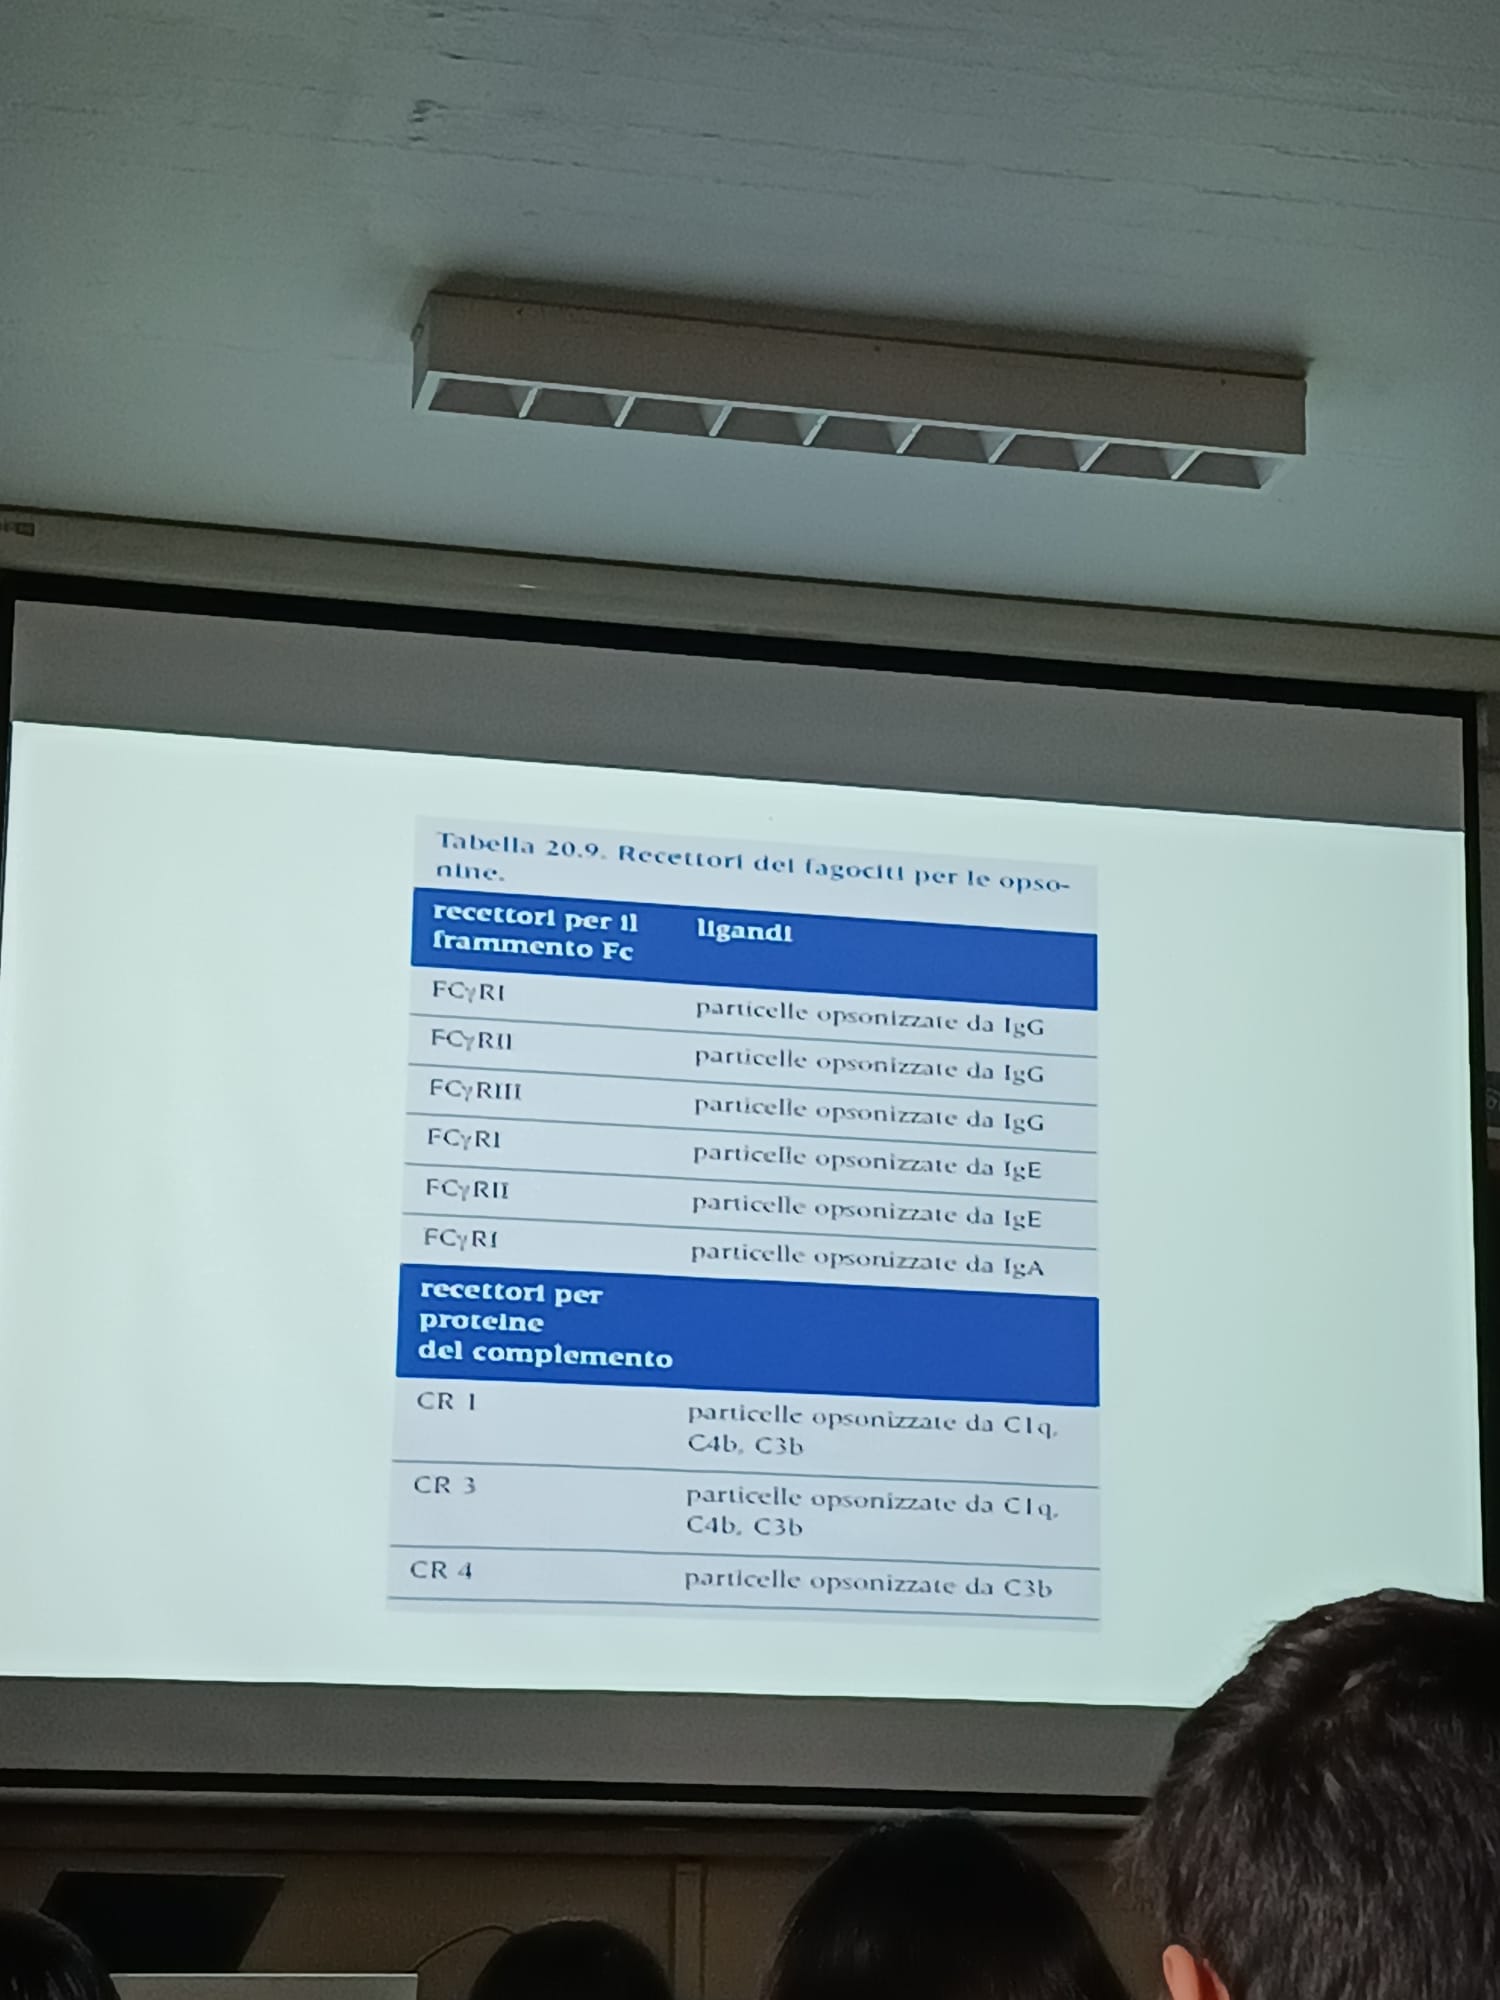 Tabella 20.9. Recettori dei fagociti per le opso-
nine.
recettori per il
frammento Fc
ligandi
FCγRI
particelle opsonizzate da IgG
FCγRII
particelle opsonizzate da IgG
FCγRIII
particelle opsonizzate da IgG
FCγRI
particelle opsonizzate da IgE
FCγRII
particelle opsonizzate da IgE
FCγRI
particelle opsonizzate da IgA
recettori per
proteine
del complemento
CR 1
particelle opsonizzate da C1q,
C4b, C3b
CR 3
particelle opsonizzate da C1q,
C4b, C3b
CR 4
particelle opsonizzate da C3b